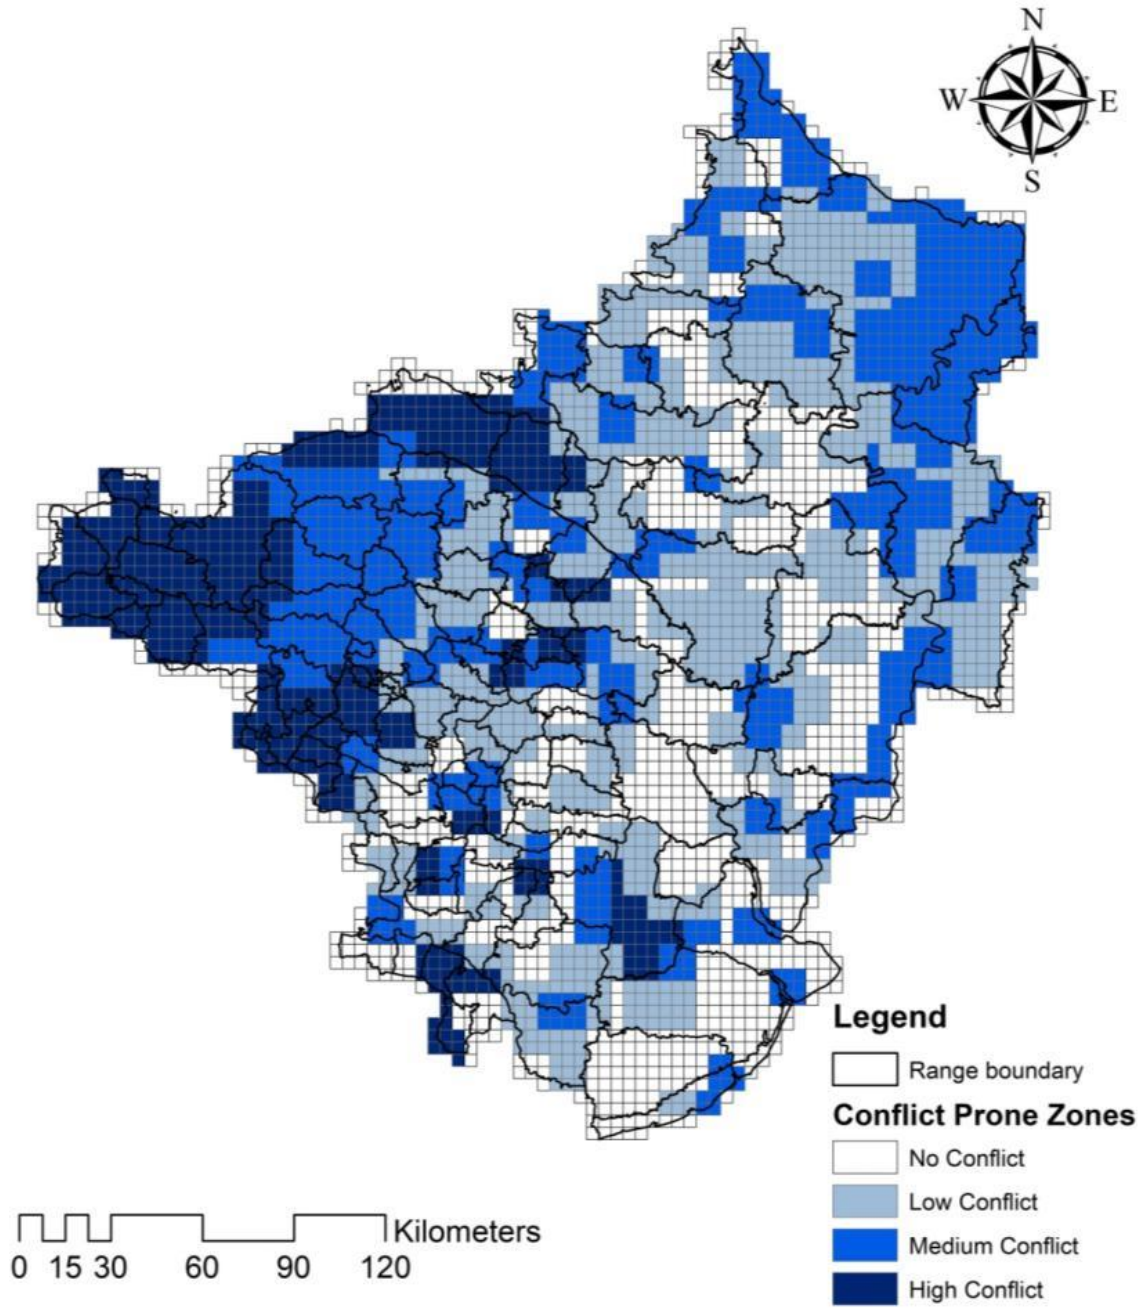 N
W E
S
Legend
Range boundary
Conflict Prone Zones
No Conflict
Low Conflict
Medium Conflict
High Conflict
Kilometers
0 15 30 60 90 120